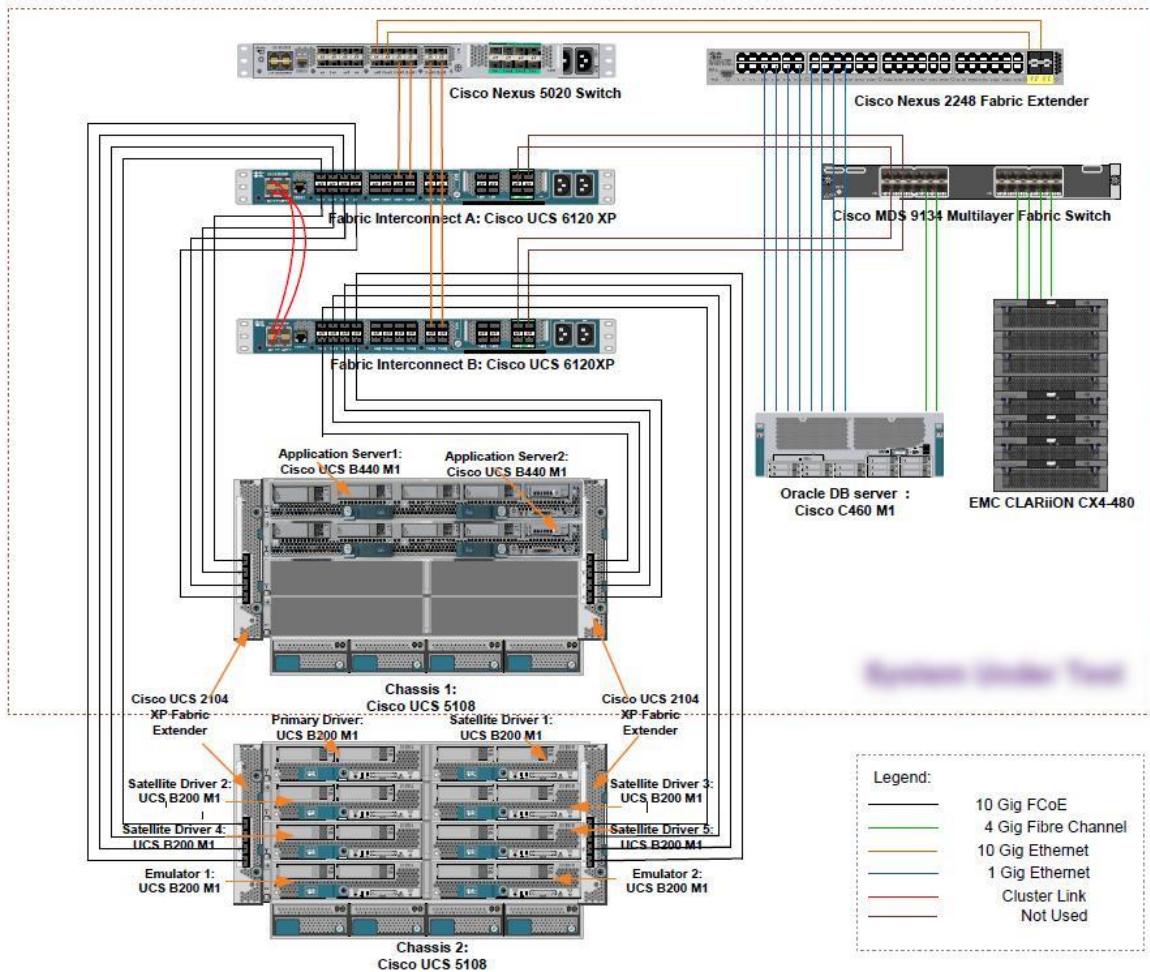 Cisco Nexus 5020 Switch
Cisco Nexus 2248 Fabric Extender
Fabric Interconnect A: Cisco UCS 6120 XP
Cisco MDS 9134 Multilayer Fabric Switch
Fabric Interconnect B: Cisco UCS 6120XP
Application Server1:
Cisco UCS B440 M1
Application Server2:
Cisco UCS B440 M1
Oracle DB server :
Cisco C460 M1
EMC CLARiiON CX4-480
System Under Test
Chassis 1:
Cisco UCS 5108
Cisco UCS 2104
XP Fabric
Extender
Cisco UCS 2104
XP Fabric
Extender
Primary Driver:
UCS B200 M1
Satellite Driver 1:
UCS B200 M1
Satellite Driver 2:
UCS B200 M1
Satellite Driver 3:
UCS B200 M1
Satellite Driver 4:
UCS B200 M1
Satellite Driver 5:
UCS B200 M1
Emulator 1:
UCS B200 M1
Emulator 2:
UCS B200 M1
Chassis 2:
Cisco UCS 5108
Legend:
10 Gig FCoE
4 Gig Fibre Channel
10 Gig Ethernet
1 Gig Ethernet
Cluster Link
Not Used